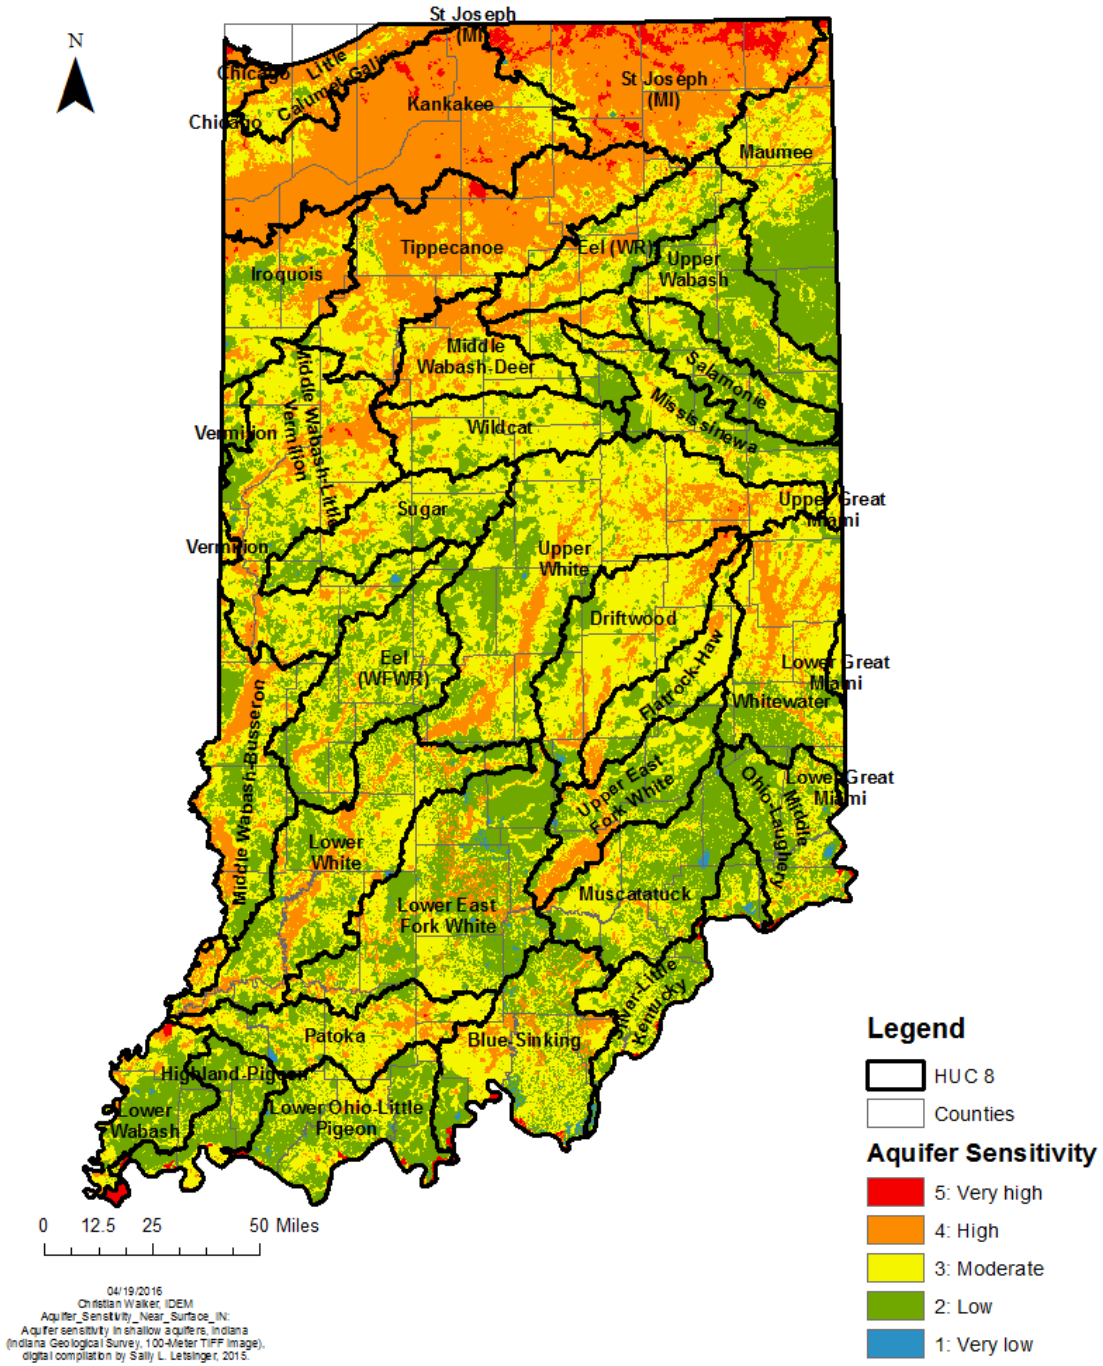 St Joseph
(MI)
N
Chicago
Little
Calumet-Galien
St Joseph
(MI)
Kankakee
Chicago
Maumee
Tippecanoe
Eel (WR)
Upper
Wabash
Iroquois
Middle
Wabash-Deer
Salamonie
Middle Wabash-Little
Vermilion
Mississinewa
Vermilion
Wildcat
Upper Great
Miami
Sugar
Vermilion
Upper
White
Driftwood
Eel
(WFWR)
Flatrock-Haw
Lower Great
Miami
Whitewater
Middle Wabash-Busseron
Upper East
Fork White
Lower Great
Miami
Middle
Ohio-Laughery
Lower
White
Muscatatuck
Lower East
Fork White
Silver-Little
Kentucky
Patoka
Blue-Sinking
Highland-Pigeon
Lower
Wabash
Lower Ohio-Little
Pigeon
Legend
HUC 8
Counties
Aquifer Sensitivity
5: Very high
4: High
3: Moderate
2: Low
1: Very low
0 12.5 25 50 Miles
04/19/2016
Christian Walker, IDEM
Aquifer_Sensitivity_Near_Surface_IN:
Aquifer sensitivity in shallow aquifers, Indiana
(Indiana Geological Survey, 100-Meter TIFF Image),
digital compilation by Sally L. Letsinger, 2015.